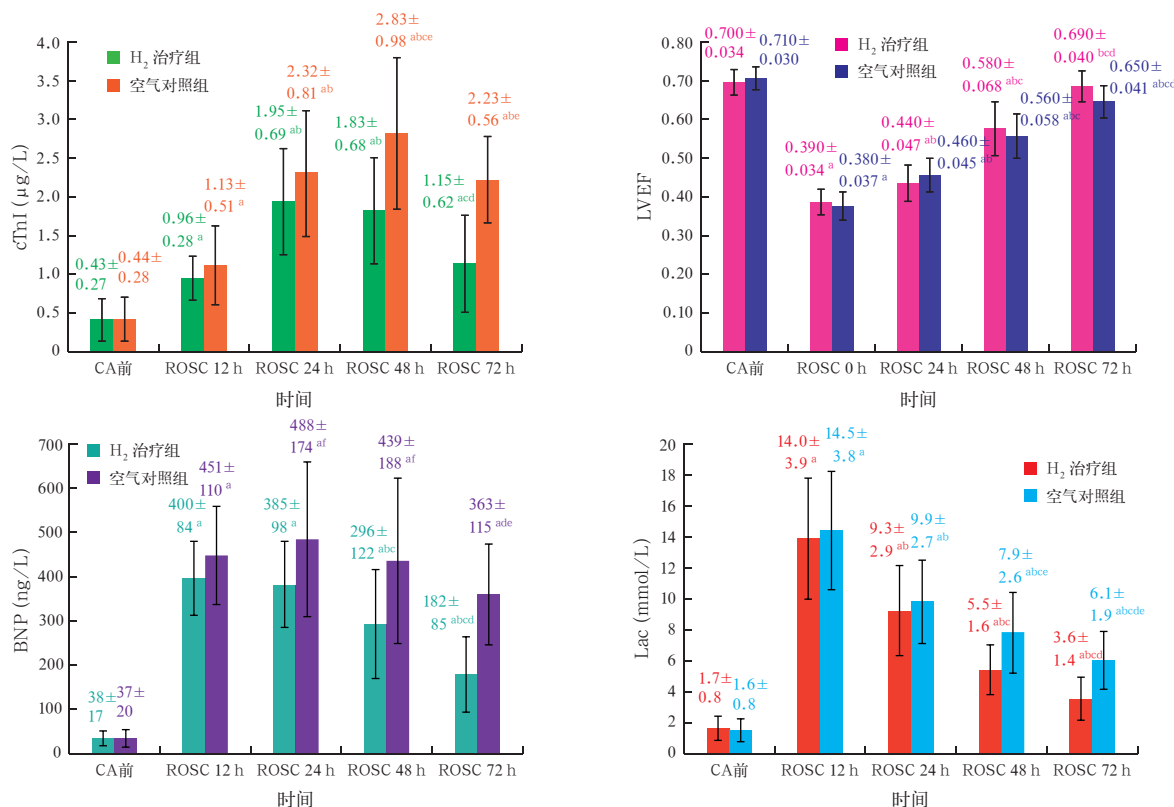 4.0
3.5
3.0
2.5
2.0
1.5
1.0
0.5
0
cTnI (μg/L)
H₂ 治疗组
空气对照组
0.43±
0.27
0.44±
0.28
0.96±
0.28 ᵃ
1.13±
0.51 ᵃ
1.95±
0.69 ᵃᵇ
2.32±
0.81 ᵃᵇ
1.83±
0.68 ᵃᵇ
2.83±
0.98 ᵃᵇᶜᵉ
1.15±
0.62 ᵃᶜᵈ
2.23±
0.56 ᵃᵇᵉ
CA前 ROSC 12 h ROSC 24 h ROSC 48 h ROSC 72 h
时间
0.80
0.70
0.60
0.50
0.40
0.30
0.20
0.10
0
LVEF
H₂ 治疗组
空气对照组
0.700±
0.034
0.710±
0.030
0.390±
0.034 ᵃ
0.380±
0.037 ᵃ
0.440±
0.047 ᵃᵇ
0.460±
0.045 ᵃᵇ
0.580±
0.068 ᵃᵇᶜ
0.560±
0.058 ᵃᵇᶜ
0.690±
0.040 ᵇᶜᵈ
0.650±
0.041 ᵃᵇᶜᵈ
CA前 ROSC 0 h ROSC 24 h ROSC 48 h ROSC 72 h
时间
700
600
500
400
300
200
100
0
BNP (ng/L)
H₂ 治疗组
空气对照组
38±
17
37±
20
400±
84 ᵃ
451±
110 ᵃ
385±
98 ᵃ
488±
174 ᵃᶠ
296±
122 ᵃᵇᶜ
439±
188 ᵃᶠ
182±
85 ᵃᵇᶜᵈ
363±
115 ᵃᵈᵉ
CA前 ROSC 12 h ROSC 24 h ROSC 48 h ROSC 72 h
时间
20
18
16
14
12
10
8
6
4
2
0
Lac (mmol/L)
H₂ 治疗组
空气对照组
1.7±
0.8
1.6±
0.8
14.0±
3.9 ᵃ
14.5±
3.8 ᵃ
9.3±
2.9 ᵃᵇ
9.9±
2.7 ᵃᵇ
5.5±
1.6 ᵃᵇᶜ
7.9±
2.6 ᵃᵇᶜᵉ
3.6±
1.4 ᵃᵇᶜᵈ
6.1±
1.9 ᵃᵇᶜᵈᵉ
CA前 ROSC 12 h ROSC 24 h ROSC 48 h ROSC 72 h
时间